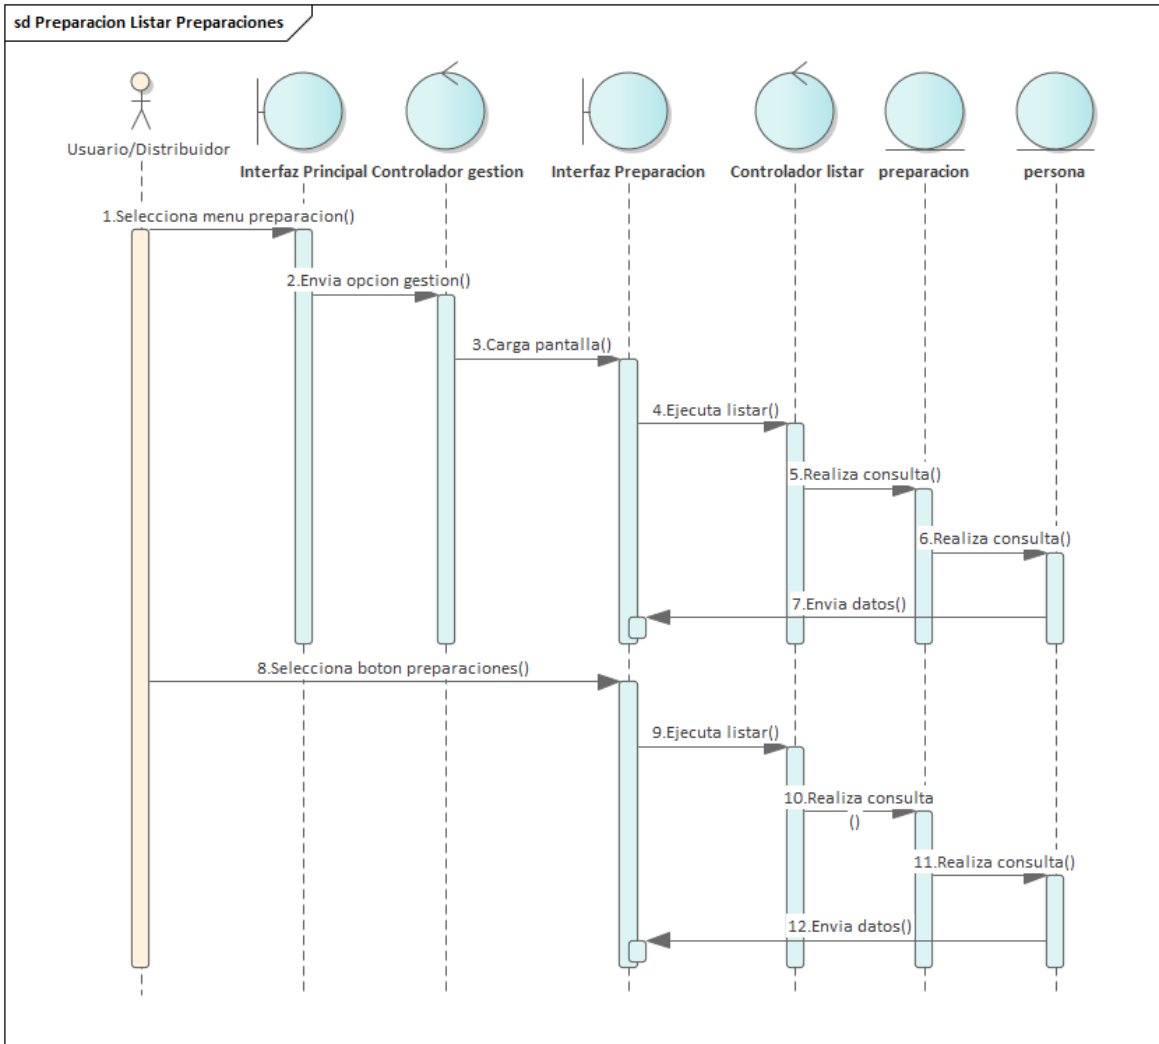 sd Preparacion Listar Preparaciones
Usuario/Distribuidor
Interfaz Principal
Controlador gestion
Interfaz Preparacion
Controlador listar
preparacion
persona
1.Selecciona menu preparacion()
2.Envia opcion gestion()
3.Carga pantalla()
4.Ejecuta listar()
5.Realiza consulta()
6.Realiza consulta()
7.Envia datos()
8.Selecciona boton preparaciones()
9.Ejecuta listar()
10.Realiza consulta
()
11.Realiza consulta()
12.Envia datos()